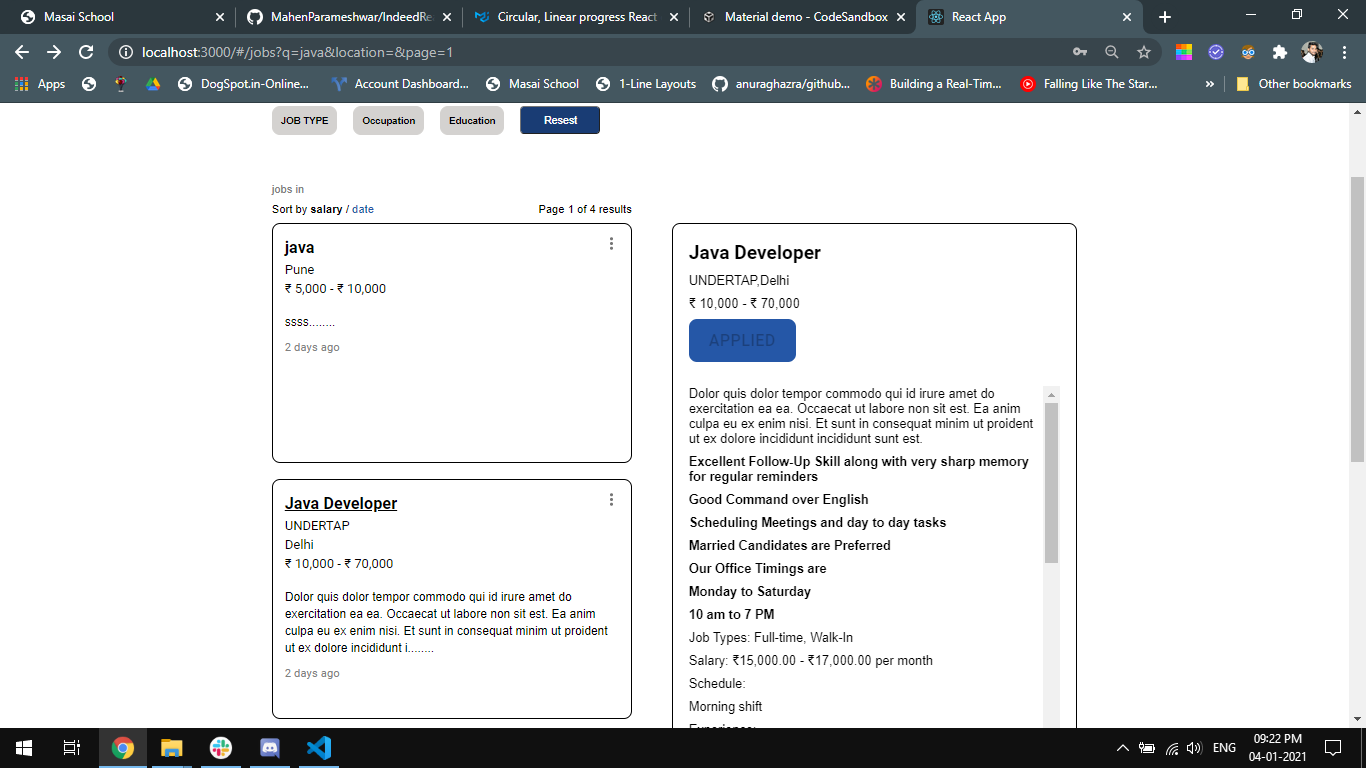 Masai School
MahenParameshwar/IndeedRe
Circular, Linear progress React
Material demo - CodeSandbox
React App
localhost:3000/#/jobs?q=java&location=&page=1
Apps
DogSpot.in-Online...
Account Dashboard...
Masai School
1-Line Layouts
anuraghazra/github...
Building a Real-Tim...
Falling Like The Star...
»
Other bookmarks
JOB TYPE
Occupation
Education
Resest
jobs in
Sort by salary / date
Page 1 of 4 results
java
Pune
₹ 5,000 - ₹ 10,000
ssss........
2 days ago
Java Developer
UNDERTAP
Delhi
₹ 10,000 - ₹ 70,000
Dolor quis dolor tempor commodo qui id irure amet do
exercitation ea ea. Occaecat ut labore non sit est. Ea anim
culpa eu ex enim nisi. Et sunt in consequat minim ut proident
ut ex dolore incididunt i........
2 days ago
Java Developer
UNDERTAP,Delhi
₹ 10,000 - ₹ 70,000
APPLIED
Dolor quis dolor tempor commodo qui id irure amet do
exercitation ea ea. Occaecat ut labore non sit est. Ea anim
culpa eu ex enim nisi. Et sunt in consequat minim ut proident
ut ex dolore incididunt incididunt sunt est.
Excellent Follow-Up Skill along with very sharp memory
for regular reminders
Good Command over English
Scheduling Meetings and day to day tasks
Married Candidates are Preferred
Our Office Timings are
Monday to Saturday
10 am to 7 PM
Job Types: Full-time, Walk-In
Salary: ₹15,000.00 - ₹17,000.00 per month
Schedule:
Morning shift
Experience:
ENG
09:22 PM
04-01-2021